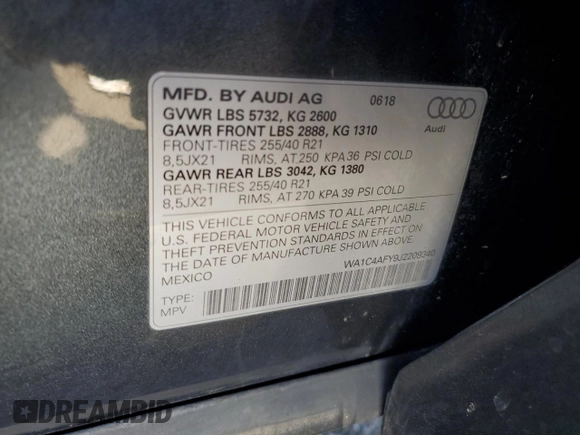 MFD. BY AUDI AG 0618
GVWR LBS 5732, KG 2600
GAWR FRONT LBS 2888, KG 1310
FRONT-TIRES 255/40 R21
8,5JX21 RIMS, AT 250 KPA 36 PSI COLD
GAWR REAR LBS 3042, KG 1380
REAR-TIRES 255/40 R21
8,5JX21 RIMS, AT 270 KPA 39 PSI COLD
Audi
THIS VEHICLE CONFORMS TO ALL APPLICABLE
U.S. FEDERAL MOTOR VEHICLE SAFETY AND
THEFT PREVENTION STANDARDS IN EFFECT ON
THE DATE OF MANUFACTURE SHOWN ABOVE
MEXICO
WA1C4AFY9J2209340
TYPE:
MPV
DREAMBID